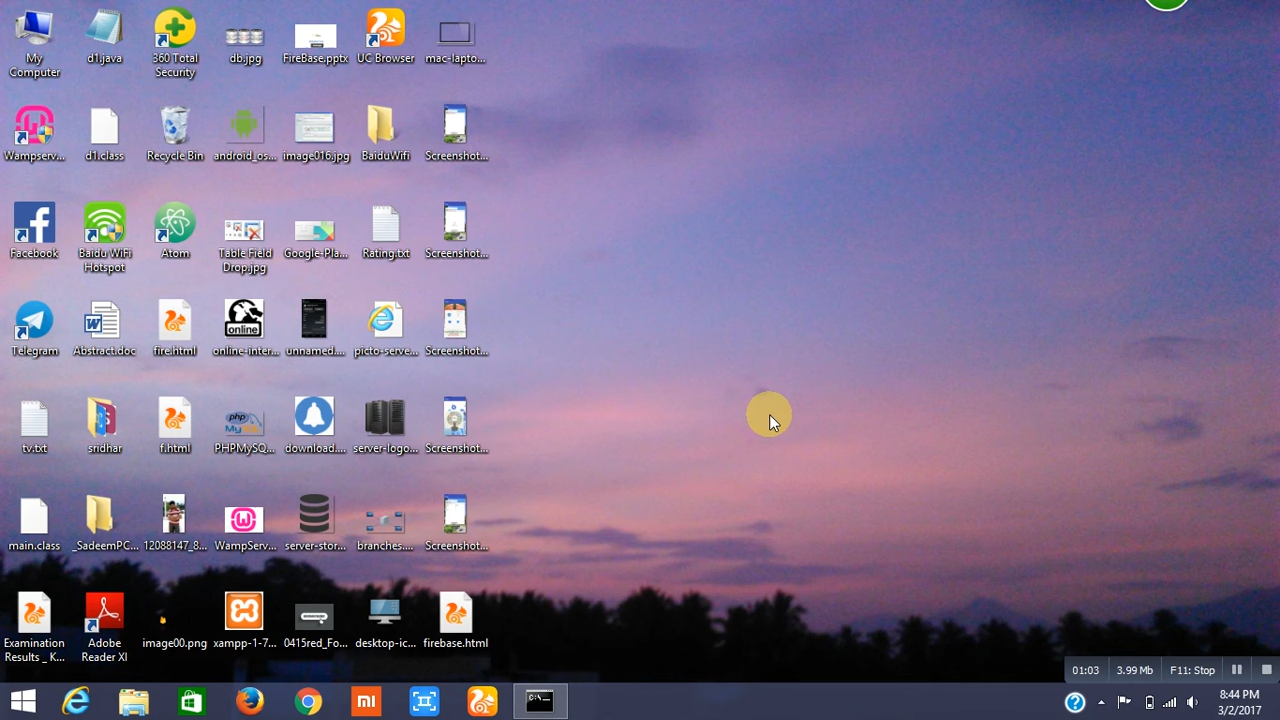 My
Computer
d1.java
360 Total
Security
db.jpg
FireBase.pptx
UC Browser
mac-lapto...
Wampserv...
d1.class
Recycle Bin
android_os...
image016.jpg
BaiduWifi
Screenshot...
Facebook
Baidu WiFi
Hotspot
Atom
Table Field
Drop.jpg
Google-Pla...
Rating.txt
Screenshot...
Telegram
Abstract.doc
fire.html
online
online-inter...
unnamed....
picto-serve...
Screenshot...
tv.txt
sridhar
f.html
php
My
PHPMySQ...
download....
server-logo...
Screenshot...
main.class
_SadeemPC...
12088147_8...
WampServ...
server-stor...
branches....
Screenshot...
Examination
Results _ K...
Adobe
Reader XI
image00.png
xampp-1-7...
0415red_Fo...
desktop-ic...
firebase.html
01:03
3.99 Mb
F11: Stop
mi
C:\._
8:44 PM
3/2/2017